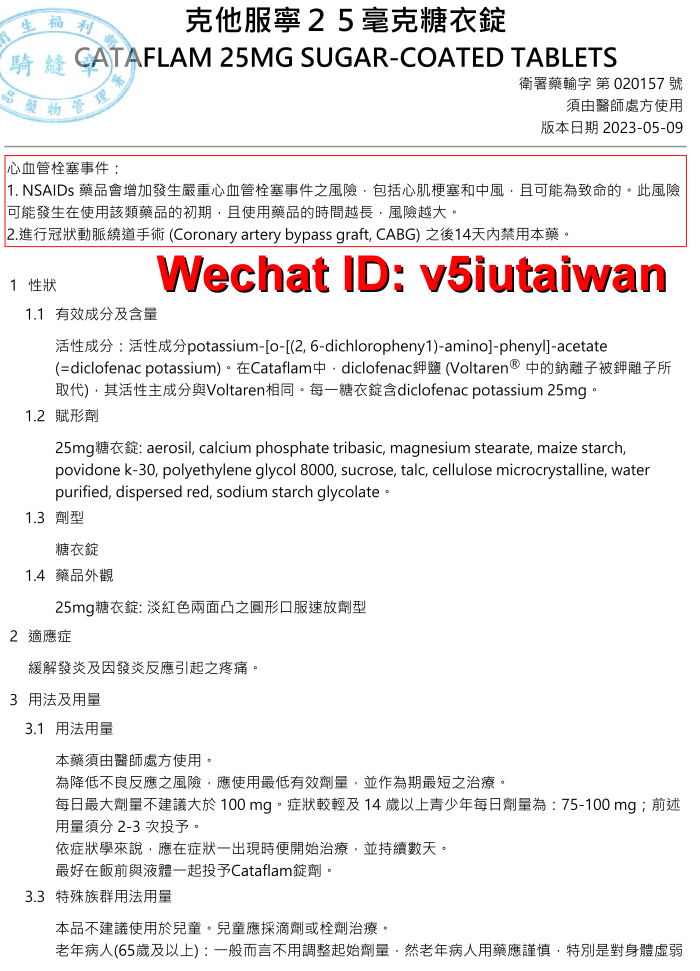 克他服寧２５毫克糖衣錠
CATAFLAM 25MG SUGAR-COATED TABLETS
衛生福利部
騎縫章
食品藥物管理署
衛署藥輸字 第 020157 號
須由醫師處方使用
版本日期 2023-05-09
心血管栓塞事件：
1. NSAIDs 藥品會增加發生嚴重心血管栓塞事件之風險，包括心肌梗塞和中風，且可能為致命的。此風險
可能發生在使用該類藥品的初期，且使用藥品的時間越長，風險越大。
2.進行冠狀動脈繞道手術 (Coronary artery bypass graft, CABG) 之後14天內禁用本藥。
Wechat ID: v5iutaiwan
1 性狀
1.1 有效成分及含量
活性成分：活性成分potassium-[o-[(2, 6-dichloropheny1)-amino]-phenyl]-acetate
(=diclofenac potassium)。在Cataflam中，diclofenac鉀鹽 (Voltaren® 中的鈉離子被鉀離子所
取代)，其活性主成分與Voltaren相同。每一糖衣錠含diclofenac potassium 25mg。
1.2 賦形劑
25mg糖衣錠: aerosil, calcium phosphate tribasic, magnesium stearate, maize starch,
povidone k-30, polyethylene glycol 8000, sucrose, talc, cellulose microcrystalline, water
purified, dispersed red, sodium starch glycolate。
1.3 劑型
糖衣錠
1.4 藥品外觀
25mg糖衣錠: 淡紅色兩面凸之圓形口服速放劑型
2 適應症
緩解發炎及因發炎反應引起之疼痛。
3 用法及用量
3.1 用法用量
本藥須由醫師處方使用。
為降低不良反應之風險，應使用最低有效劑量，並作為期最短之治療。
每日最大劑量不建議大於 100 mg。症狀較輕及 14 歲以上青少年每日劑量為：75-100 mg；前述
用量須分 2-3 次投予。
依症狀學來說，應在症狀一出現時便開始治療，並持續數天。
最好在飯前與液體一起投予Cataflam錠劑。
3.3 特殊族群用法用量
本品不建議使用於兒童。兒童應採滴劑或栓劑治療。
老年病人(65歲及以上)：一般而言不用調整起始劑量，然老年病人用藥應謹慎，特別是對身體虛弱